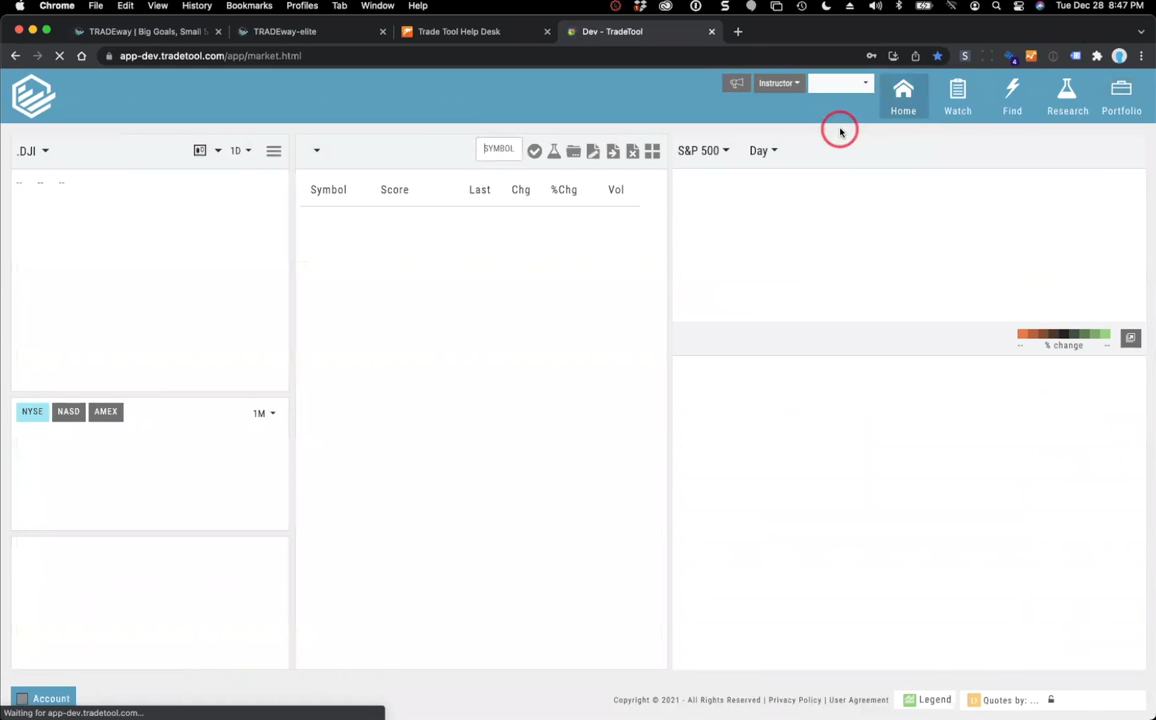 Chrome File Edit View History Bookmarks Profiles Tab Window Help Tue Dec 28 8:47 PM
TRADEway | Big Goals, Small S TRADEway-elite Trade Tool Help Desk Dev - TradeTool
app-dev.tradetool.com/app/market.html
Instructor
Home Watch Find Research Portfolio
.DJI 1D SYMBOL S&P 500 Day
-- -- --
Symbol Score Last Chg %Chg Vol
-- % change --
NYSE NASD AMEX 1M
Account
Copyright © 2021 - All Rights Reserved | Privacy Policy | User Agreement Legend Quotes by: ...
Waiting for app-dev.tradetool.com...